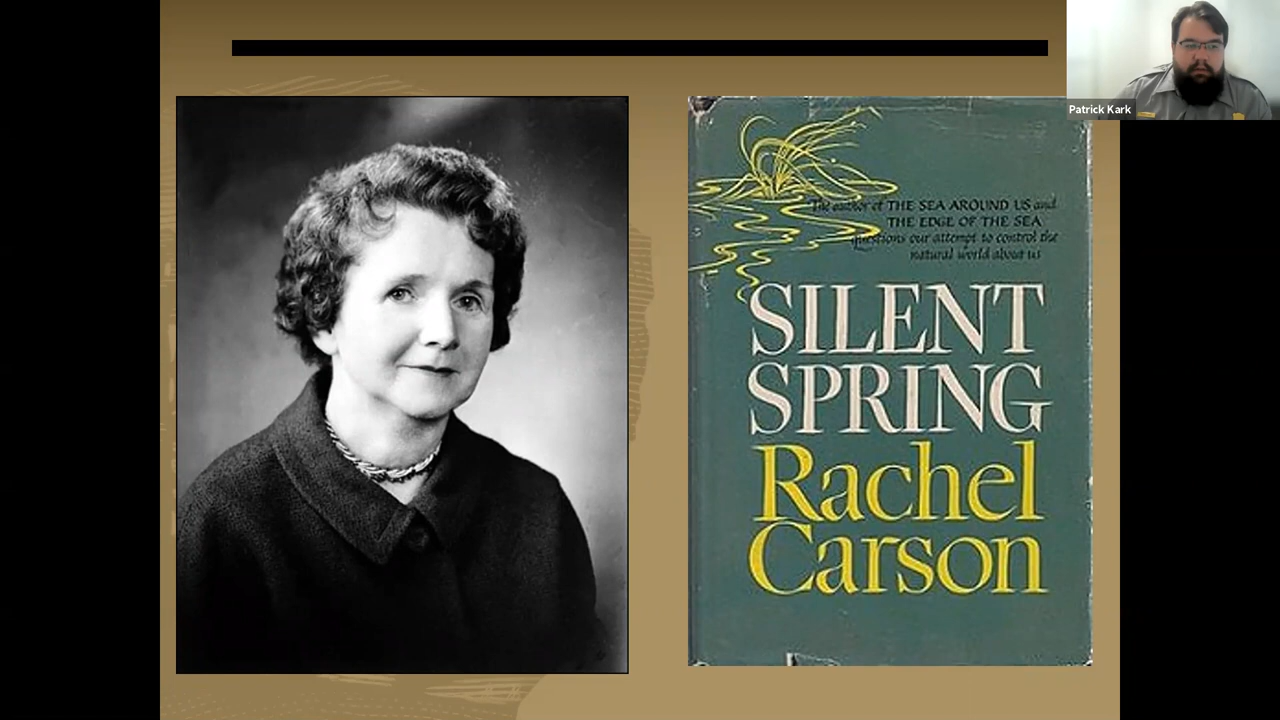 The author of THE SEA AROUND US and
THE EDGE OF THE SEA
questions our attempt to control the
natural world about us
SILENT
SPRING
Rachel
Carson
Patrick Kark